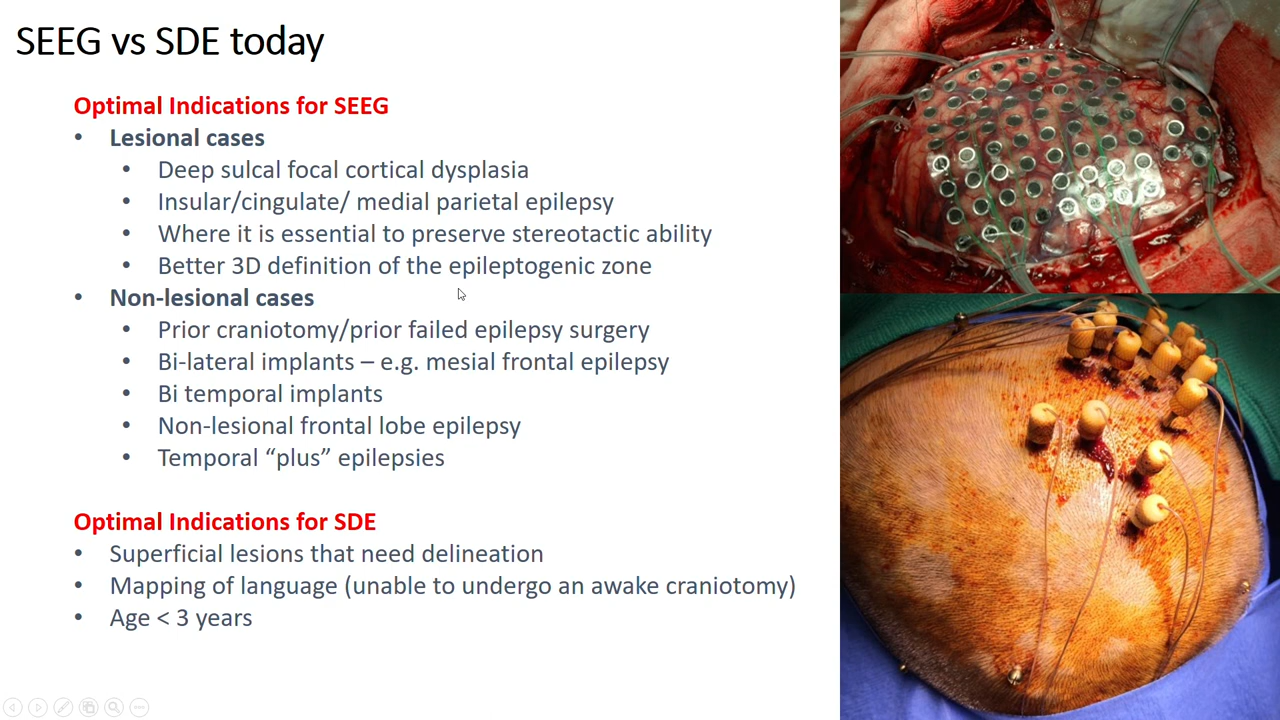 SEEG vs SDE today
Optimal Indications for SEEG
• Lesional cases
• Deep sulcal focal cortical dysplasia
• Insular/cingulate/ medial parietal epilepsy
• Where it is essential to preserve stereotactic ability
• Better 3D definition of the epileptogenic zone
• Non-lesional cases
• Prior craniotomy/prior failed epilepsy surgery
• Bi-lateral implants – e.g. mesial frontal epilepsy
• Bi temporal implants
• Non-lesional frontal lobe epilepsy
• Temporal “plus” epilepsies
Optimal Indications for SDE
• Superficial lesions that need delineation
• Mapping of language (unable to undergo an awake craniotomy)
• Age < 3 years